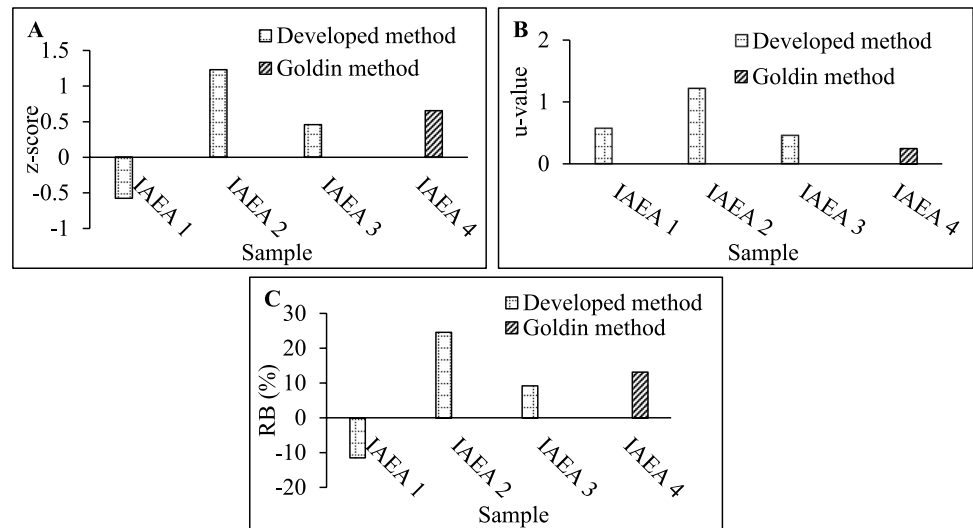 A
Developed method
Goldin method
z-score
1.5
1
0.5
0
-0.5
-1
IAEA 1
IAEA 2
IAEA 3
IAEA 4
Sample
B
Developed method
Goldin method
u-value
2
1
0
IAEA 1
IAEA 2
IAEA 3
IAEA 4
Sample
C
Developed method
Goldin method
RB (%)
30
20
10
0
-10
-20
IAEA 1
IAEA 2
IAEA 3
IAEA 4
Sample